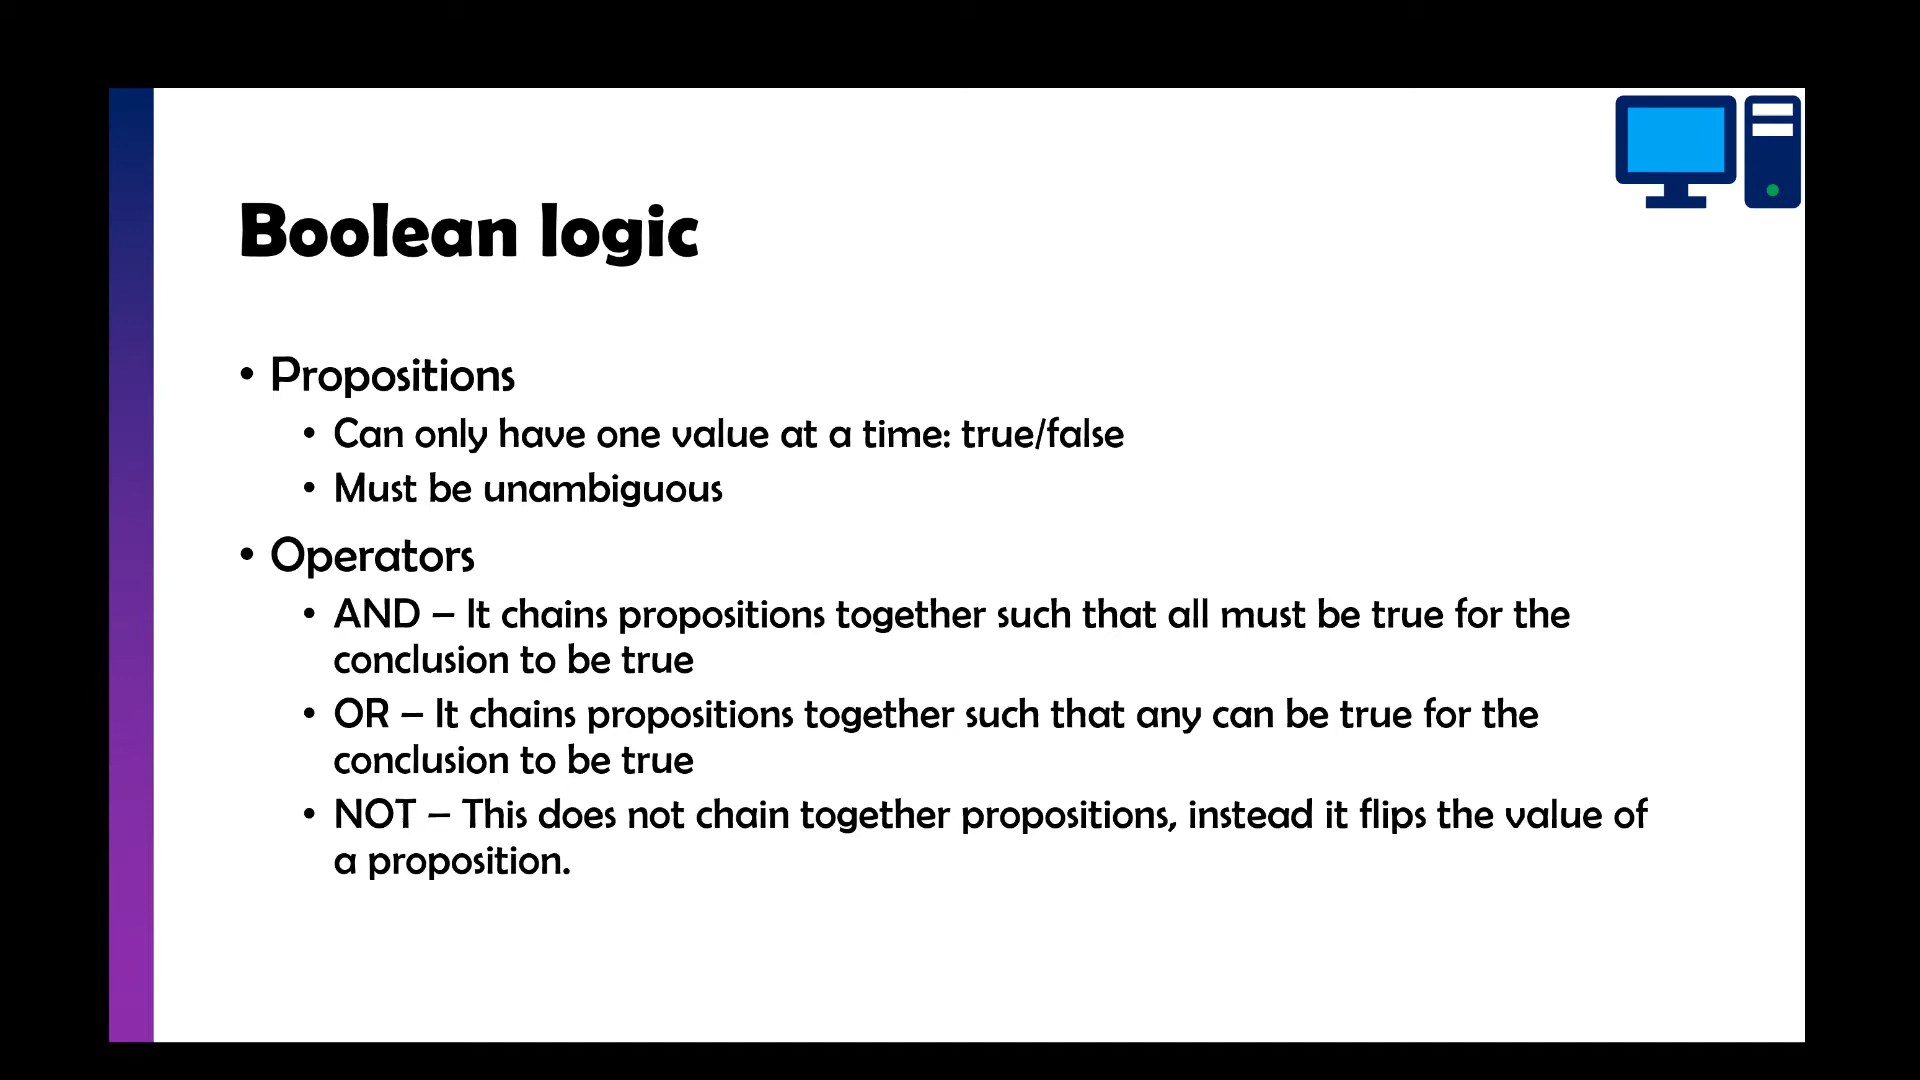 Boolean logic
• Propositions
• Can only have one value at a time: true/false
• Must be unambiguous
• Operators
• AND – It chains propositions together such that all must be true for the
conclusion to be true
• OR – It chains propositions together such that any can be true for the
conclusion to be true
• NOT – This does not chain together propositions, instead it flips the value of
a proposition.